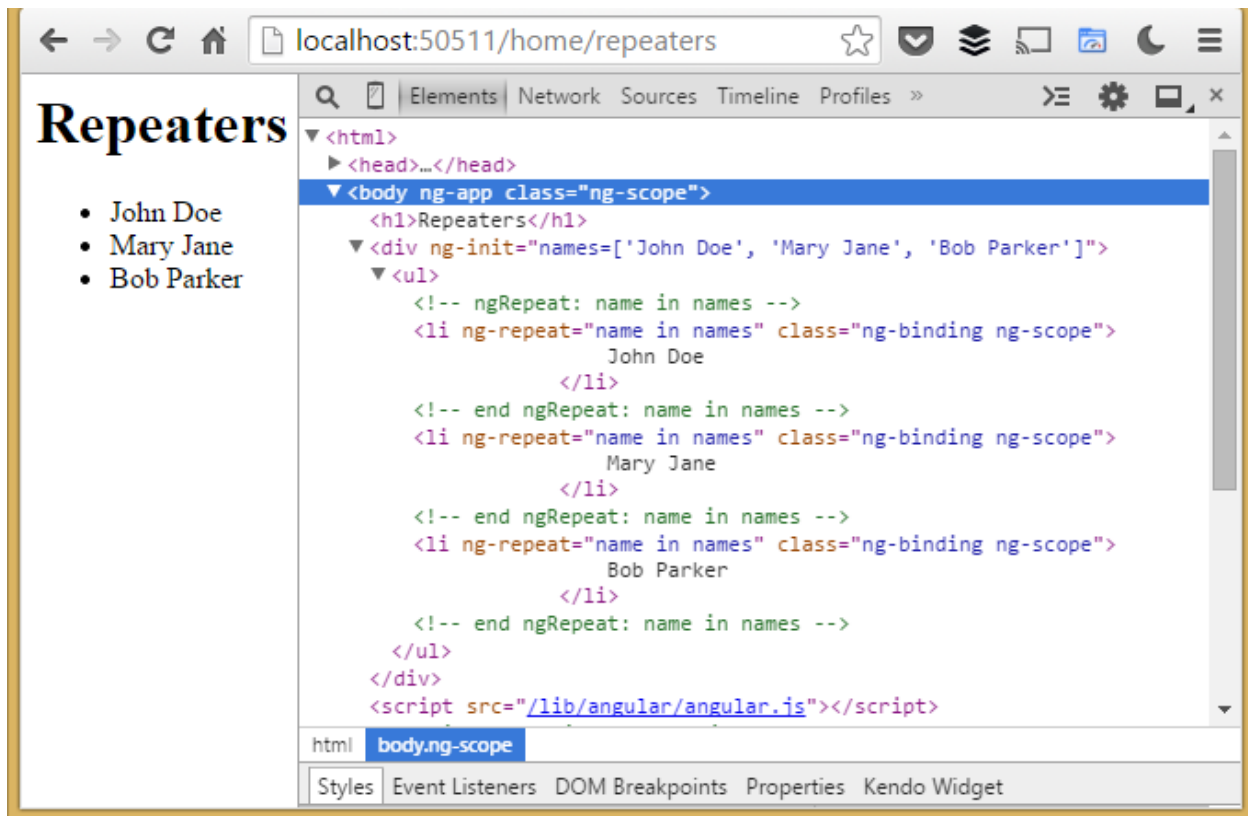 localhost:50511/home/repeaters
Repeaters
John Doe
Mary Jane
Bob Parker
Elements Network Sources Timeline Profiles »
<html>
<head>…</head>
<body ng-app class="ng-scope">
<h1>Repeaters</h1>
<div ng-init="names=['John Doe', 'Mary Jane', 'Bob Parker']">
<ul>
<!-- ngRepeat: name in names -->
<li ng-repeat="name in names" class="ng-binding ng-scope">
John Doe
</li>
<!-- end ngRepeat: name in names -->
<li ng-repeat="name in names" class="ng-binding ng-scope">
Mary Jane
</li>
<!-- end ngRepeat: name in names -->
<li ng-repeat="name in names" class="ng-binding ng-scope">
Bob Parker
</li>
<!-- end ngRepeat: name in names -->
</ul>
</div>
<script src="/lib/angular/angular.js"></script>
html body.ng-scope
Styles Event Listeners DOM Breakpoints Properties Kendo Widget